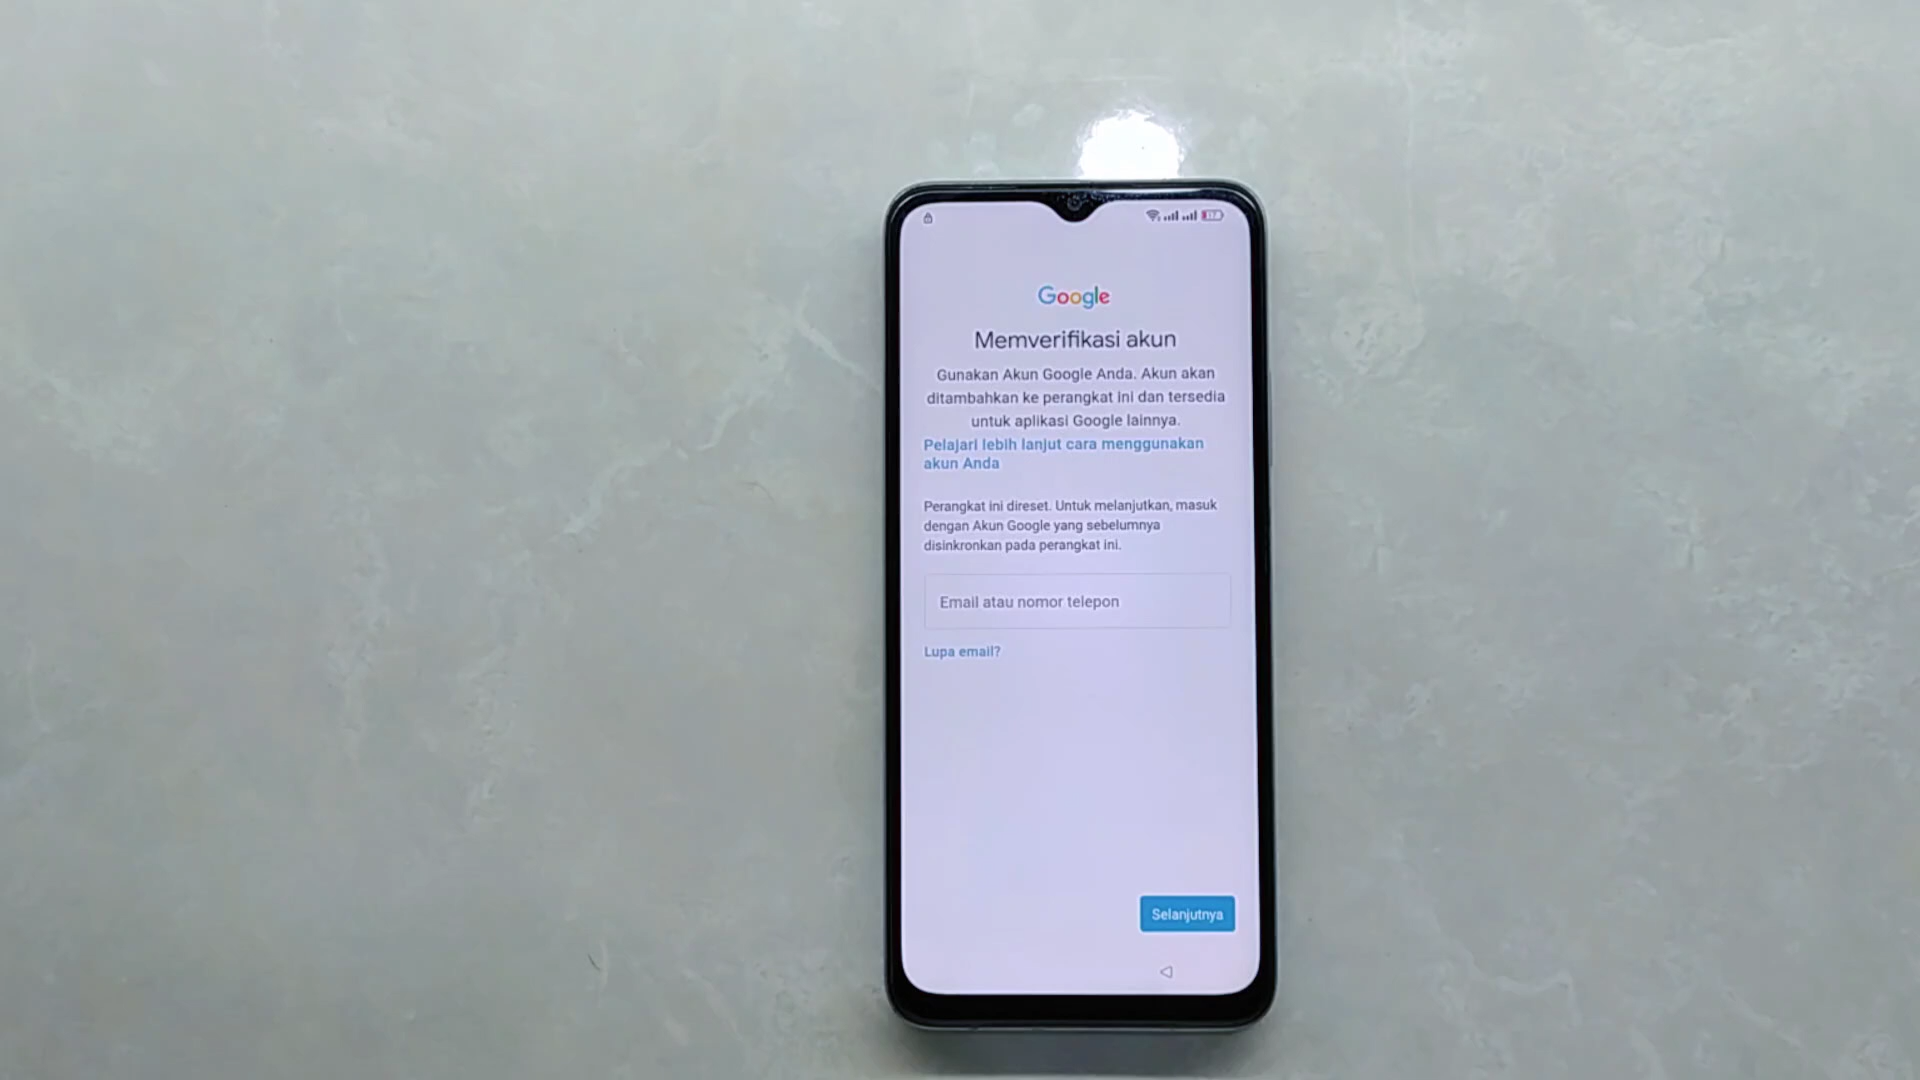 Google
Memverifikasi akun
Gunakan Akun Google Anda. Akun akan
ditambahkan ke perangkat ini dan tersedia
untuk aplikasi Google lainnya.
Pelajari lebih lanjut cara menggunakan
akun Anda
Perangkat ini direset. Untuk melanjutkan, masuk
dengan Akun Google yang sebelumnya
disinkronkan pada perangkat ini.
Email atau nomor telepon
Lupa email?
Selanjutnya